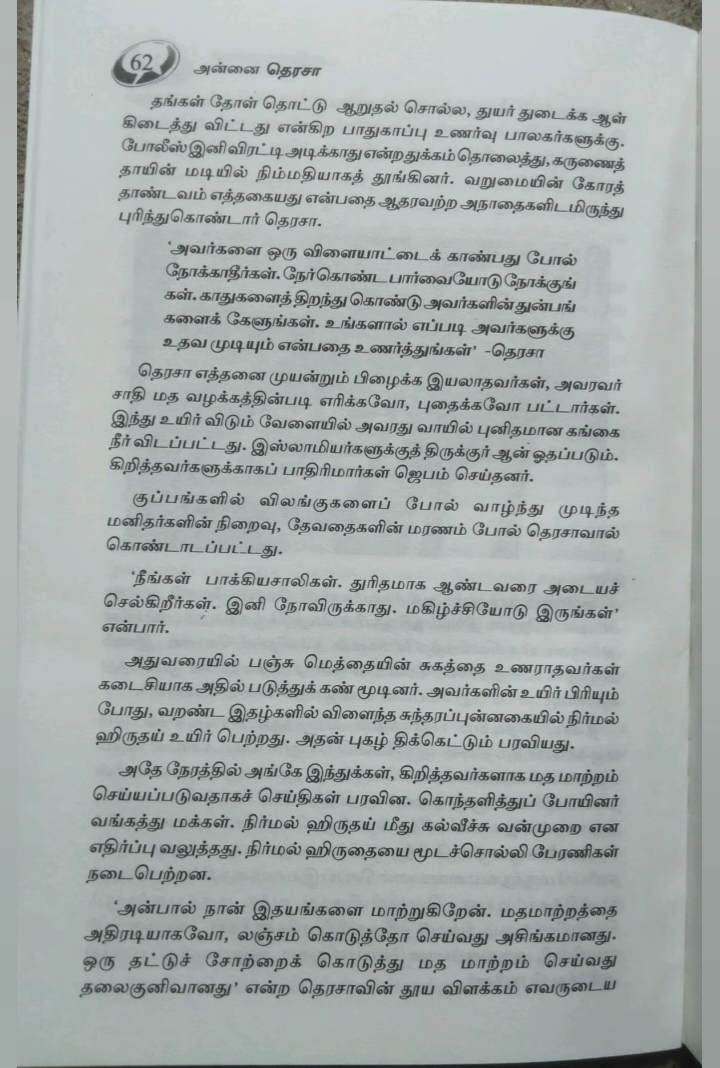 62 அன்னை தெரசா
தங்கள் தோள் தொட்டு ஆறுதல் சொல்ல, துயர் துடைக்க ஆள்
கிடைத்து விட்டது என்கிற பாதுகாப்பு உணர்வு பாலகர்களுக்கு.
போலீஸ் இனி விரட்டி அடிக்காது என்ற துக்கம் தொலைத்து, கருணைத்
தாயின் மடியில் நிம்மதியாகத் தூங்கினர். வறுமையின் கோரத்
தாண்டவம் எத்தகையது என்பதை ஆதரவற்ற அநாதைகளிடமிருந்து
புரிந்துகொண்டார் தெரசா.
'அவர்களை ஒரு விளையாட்டைக் காண்பது போல்
நோக்காதீர்கள். நேர்கொண்ட பார்வையோடு நோக்குங்
கள். காதுகளைத் திறந்து கொண்டு அவர்களின் துன்பங்
களைக் கேளுங்கள். உங்களால் எப்படி அவர்களுக்கு
உதவ முடியும் என்பதை உணர்த்துங்கள்' -தெரசா
தெரசா எத்தனை முயன்றும் பிழைக்க இயலாதவர்கள், அவரவர்
சாதி மத வழக்கத்தின்படி எரிக்கவோ, புதைக்கவோ பட்டார்கள்.
இந்து உயிர் விடும் வேளையில் அவரது வாயில் புனிதமான கங்கை
நீர் விடப்பட்டது. இஸ்லாமியர்களுக்குத் திருக்குர் ஆன் ஓதப்படும்.
கிறித்தவர்களுக்காகப் பாதிரிமார்கள் ஜெபம் செய்தனர்.
குப்பங்களில் விலங்குகளைப் போல் வாழ்ந்து முடிந்த
மனிதர்களின் நிறைவு, தேவதைகளின் மரணம் போல் தெரசாவால்
கொண்டாடப்பட்டது.
'நீங்கள் பாக்கியசாலிகள். துரிதமாக ஆண்டவரை அடையச்
செல்கிறீர்கள். இனி நோவிருக்காது. மகிழ்ச்சியோடு இருங்கள்'
என்பார்.
அதுவரையில் பஞ்சு மெத்தையின் சுகத்தை உணராதவர்கள்
கடைசியாக அதில் படுத்துக் கண் மூடினர். அவர்களின் உயிர் பிரியும்
போது, வறண்ட இதழ்களில் விளைந்த சுந்தரப்புன்னகையில் நிர்மல்
ஹிருதய் உயிர் பெற்றது. அதன் புகழ் திக்கெட்டும் பரவியது.
அதே நேரத்தில் அங்கே இந்துக்கள், கிறித்தவர்களாக மத மாற்றம்
செய்யப்படுவதாகச் செய்திகள் பரவின. கொந்தளித்துப் போயினர்
வங்கத்து மக்கள். நிர்மல் ஹிருதய் மீது கல்வீச்சு வன்முறை என
எதிர்ப்பு வலுத்தது. நிர்மல் ஹிருதையை மூடச்சொல்லி பேரணிகள்
நடைபெற்றன.
'அன்பால் நான் இதயங்களை மாற்றுகிறேன். மதமாற்றத்தை
அதிரடியாகவோ, லஞ்சம் கொடுத்தோ செய்வது அசிங்கமானது.
ஒரு தட்டுச் சோற்றைக் கொடுத்து மத மாற்றம் செய்வது
தலைகுனிவானது' என்ற தெரசாவின் தூய விளக்கம் எவருடைய